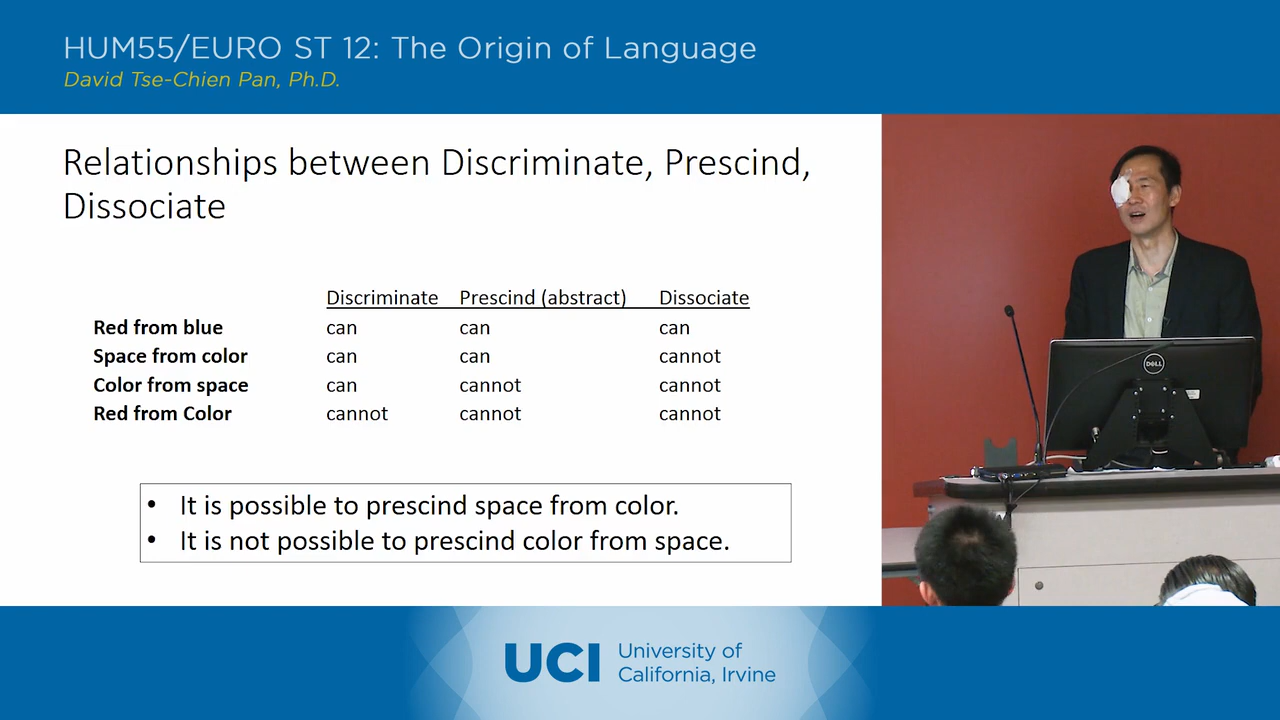 HUM55/EURO ST 12: The Origin of Language
David Tse-Chien Pan, Ph.D.
Relationships between Discriminate, Prescind,
Dissociate
Discriminate Prescind (abstract) Dissociate
Red from blue can can can
Space from color can can cannot
Color from space can cannot cannot
Red from Color cannot cannot cannot
• It is possible to prescind space from color.
• It is not possible to prescind color from space.
DELL
UCI University of
California, Irvine